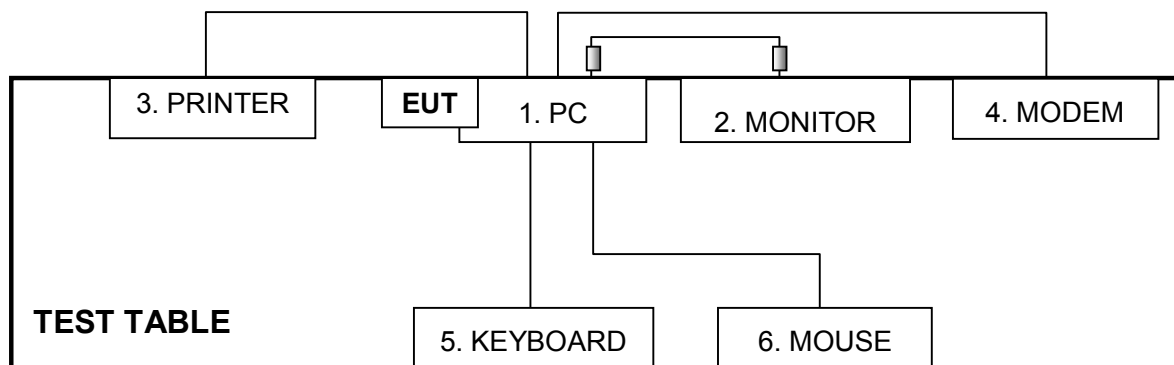 3. PRINTER
EUT
1. PC
2. MONITOR
4. MODEM
TEST TABLE
5. KEYBOARD
6. MOUSE